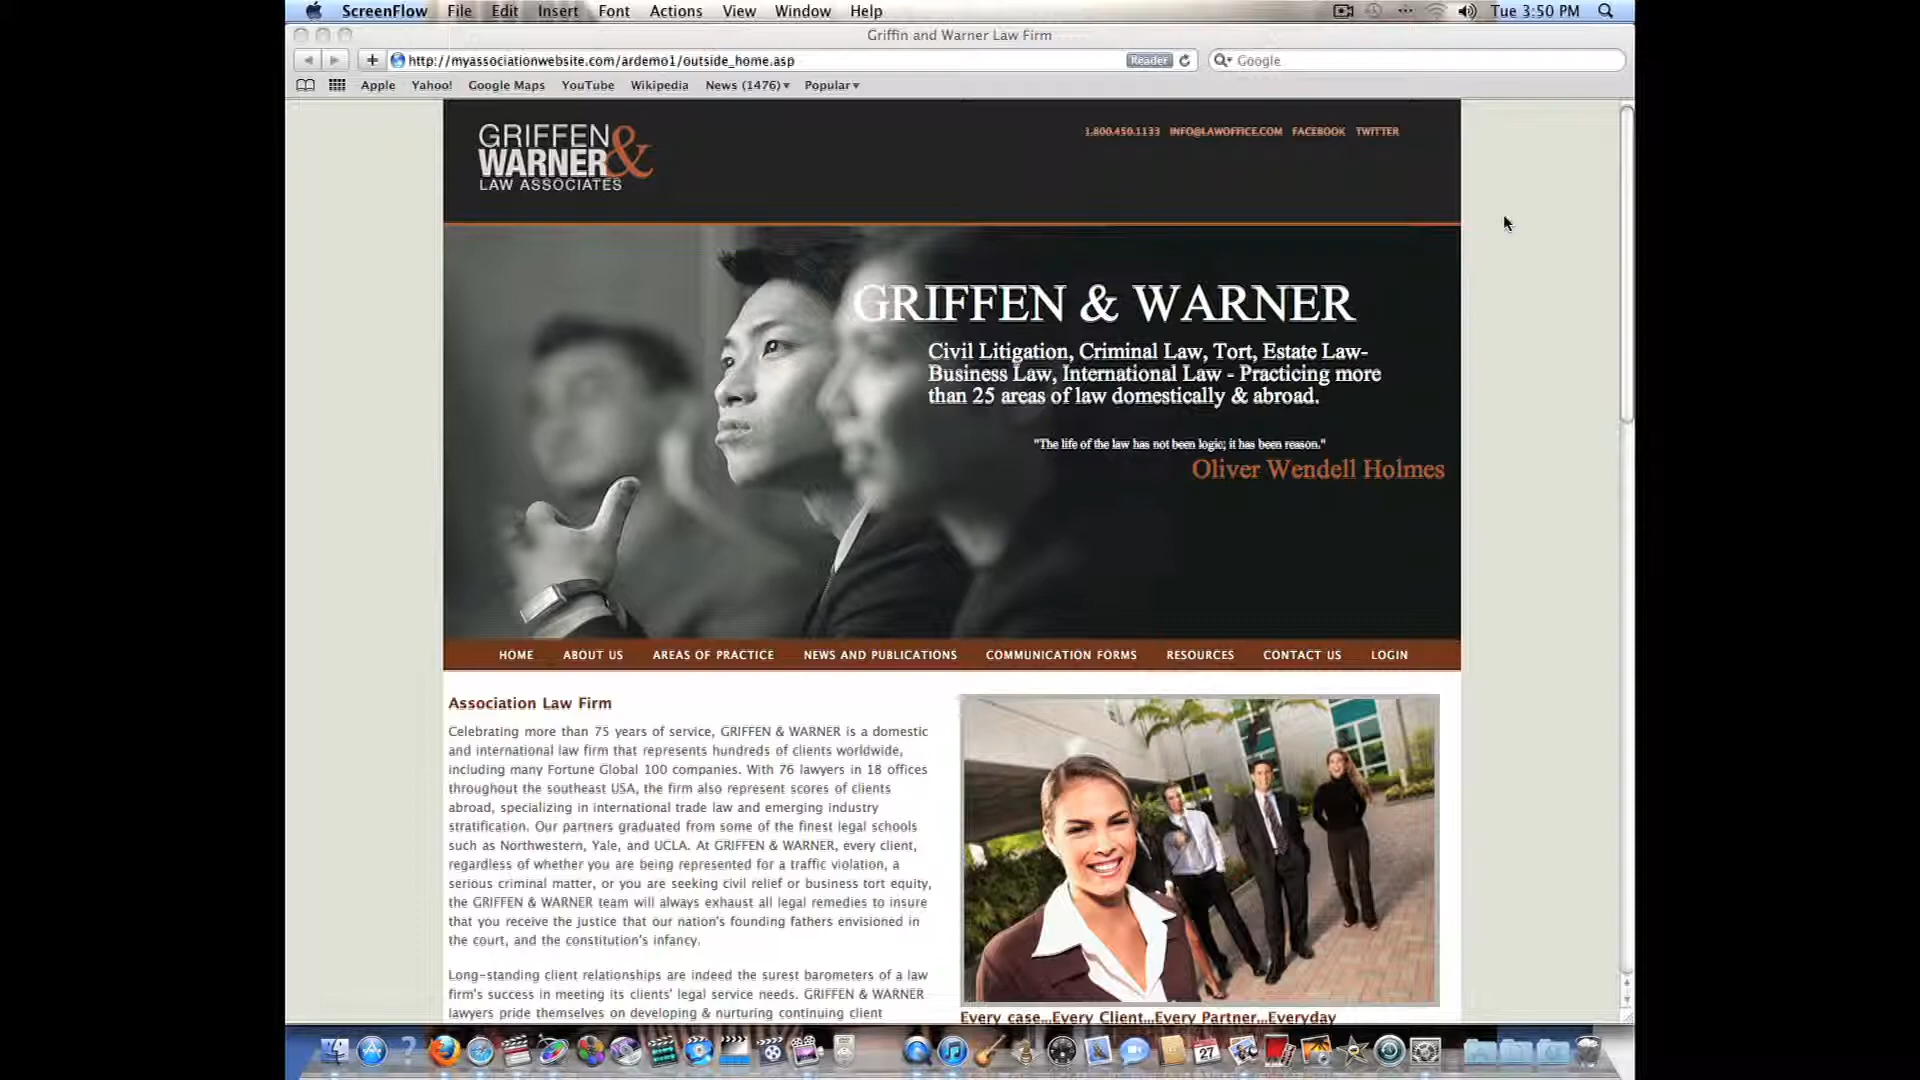 ScreenFlow File Edit Insert Font Actions View Window Help Tue 3:50 PM
Griffin and Warner Law Firm
http://myassociationwebsite.com/ardemo1/outside_home.asp Reader Google
Apple Yahoo! Google Maps YouTube Wikipedia News (1476) Popular
GRIFFEN
WARNER &
LAW ASSOCIATES
1.800.450.1133 INFO@LAWOFFICE.COM FACEBOOK TWITTER
GRIFFEN & WARNER
Civil Litigation, Criminal Law, Tort, Estate Law-
Business Law, International Law - Practicing more
than 25 areas of law domestically & abroad.
"The life of the law has not been logic; it has been reason."
Oliver Wendell Holmes
HOME ABOUT US AREAS OF PRACTICE NEWS AND PUBLICATIONS COMMUNICATION FORMS RESOURCES CONTACT US LOGIN
Association Law Firm
Celebrating more than 75 years of service, GRIFFEN & WARNER is a domestic
and international law firm that represents hundreds of clients worldwide,
including many Fortune Global 100 companies. With 76 lawyers in 18 offices
throughout the southeast USA, the firm also represent scores of clients
abroad, specializing in international trade law and emerging industry
stratification. Our partners graduated from some of the finest legal schools
such as Northwestern, Yale, and UCLA. At GRIFFEN & WARNER, every client,
regardless of whether you are being represented for a traffic violation, a
serious criminal matter, or you are seeking civil relief or business tort equity,
the GRIFFEN & WARNER team will always exhaust all legal remedies to insure
that you receive the justice that our nation's founding fathers envisioned in
the court, and the constitution's infancy.
Long-standing client relationships are indeed the surest barometers of a law
firm's success in meeting its clients' legal service needs. GRIFFEN & WARNER
lawyers pride themselves on developing & nurturing continuing client
Every case...Every Client...Every Partner...Everyday
27